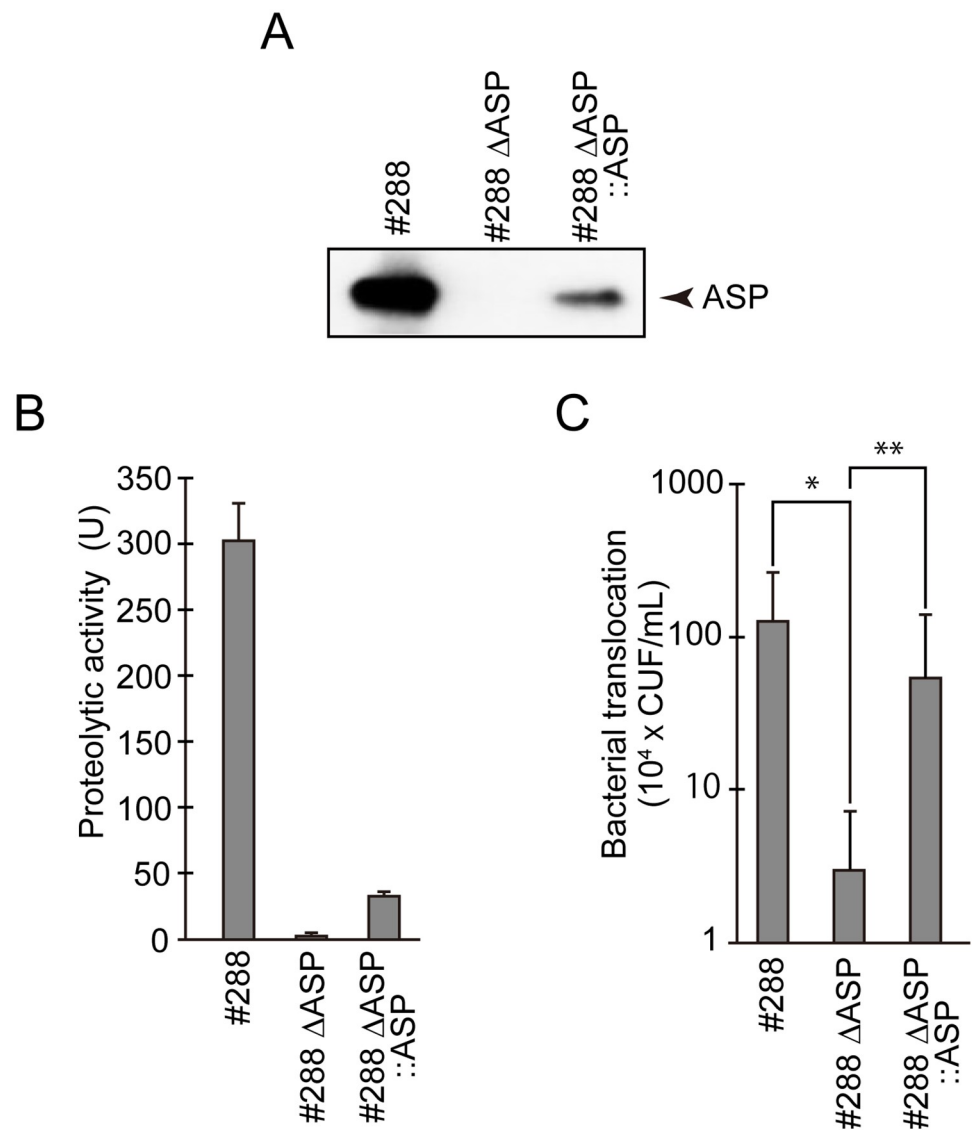 A
#288
#288 ΔASP
#288 ΔASP
::ASP
ASP
B
Proteolytic activity (U)
350
300
250
200
150
100
50
0
#288
#288 ΔASP
#288 ΔASP
::ASP
C
Bacterial translocation
(10⁴ x CUF/mL)
1000
100
10
1
*
**
#288
#288 ΔASP
#288 ΔASP
::ASP